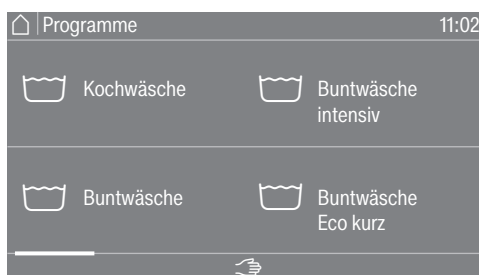 Programme 11:02
Kochwäsche
Buntwäsche
intensiv
Buntwäsche
Buntwäsche
Eco kurz